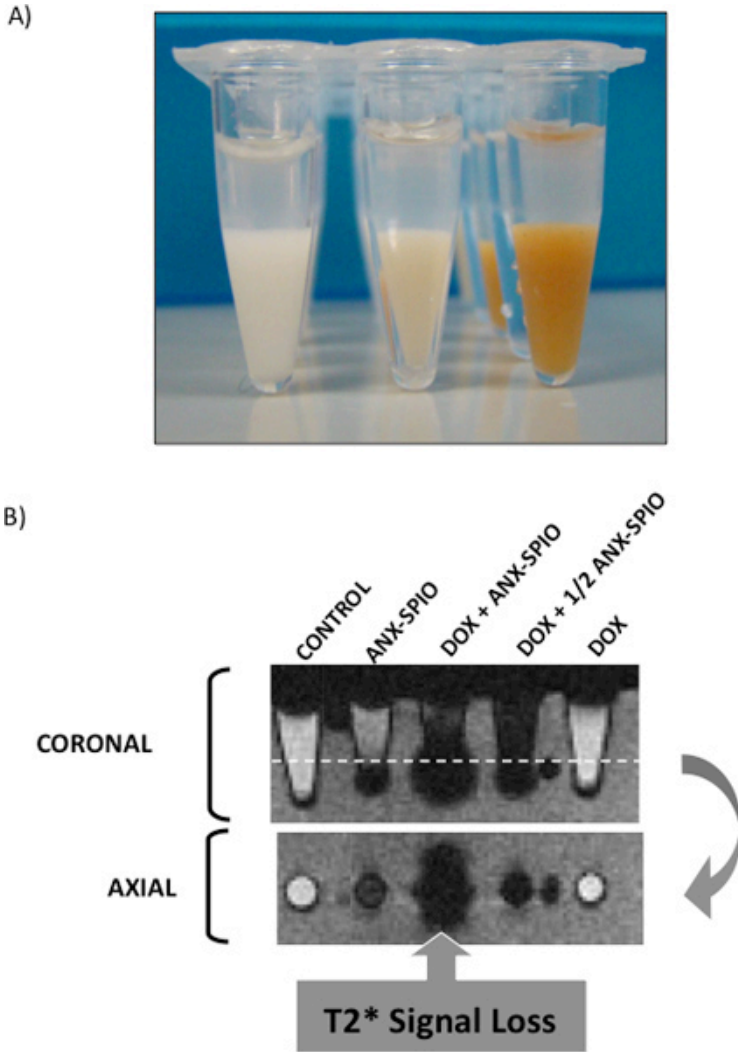 A)
B)
CONTROL
ANX-SPIO
DOX + ANX-SPIO
DOX + 1/2 ANX-SPIO
DOX
CORONAL
AXIAL
T2* Signal Loss